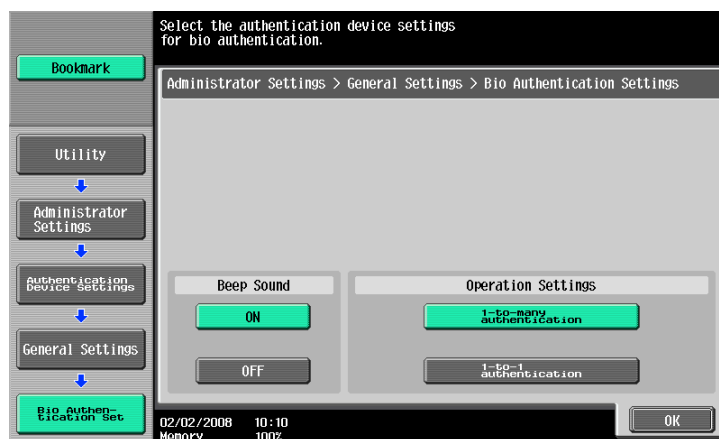 Select the authentication device settings
for bio authentication.
Bookmark
Administrator Settings > General Settings > Bio Authentication Settings
Utility
Administrator
Settings
Authentication
Device Settings
General Settings
Bio Authen-
tication Set
Beep Sound
ON
OFF
Operation Settings
1-to-many
authentication
1-to-1
authentication
02/02/2008 10:10
Memory 100%
OK